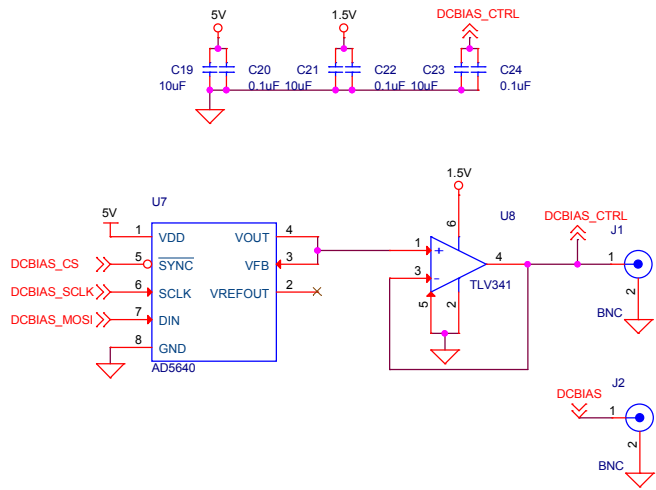 5V 1.5V DCBIAS_CTRL
C19 C20 C21 C22 C23 C24
10uF 0.1uF 10uF 0.1uF 10uF 0.1uF
U7 1.5V U8
5V DCBIAS_CTRL J1
1 VDD VOUT 4 6
DCBIAS_CS 5 SYNC VFB 3 1 + 4 1
DCBIAS_SCLK 6 SCLK VREFOUT 2 3 - TLV341 2
DCBIAS_MOSI 7 DIN 5 2 BNC
8 GND
AD5640
J2
DCBIAS 1
2
BNC